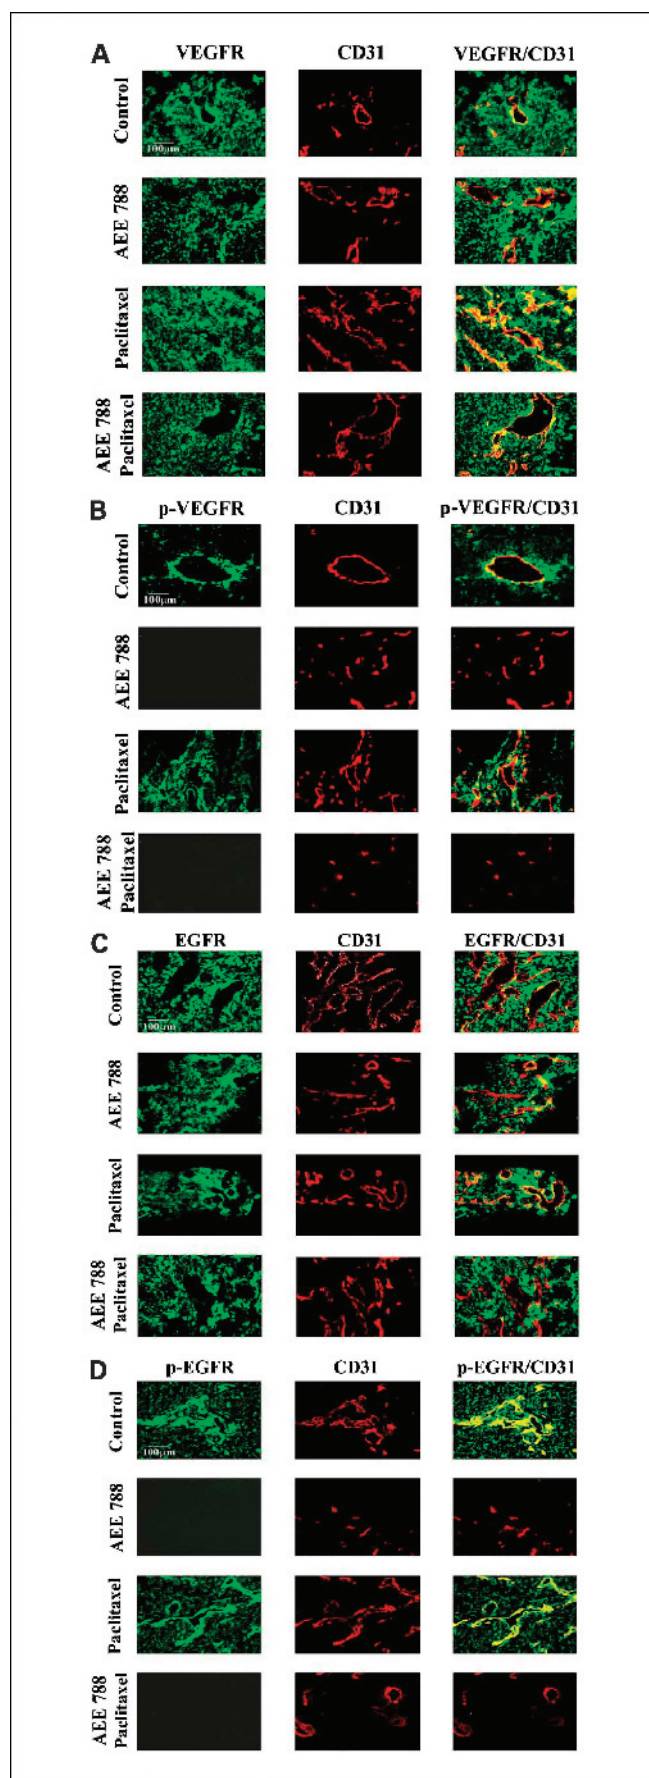 A
VEGFR CD31 VEGFR/CD31
Control
100μm
AEE 788
Paclitaxel
AEE 788
Paclitaxel
B
p-VEGFR CD31 p-VEGFR/CD31
Control
100μm
AEE 788
Paclitaxel
AEE 788
Paclitaxel
C
EGFR CD31 EGFR/CD31
Control
100μm
AEE 788
Paclitaxel
AEE 788
Paclitaxel
D
p-EGFR CD31 p-EGFR/CD31
Control
100μm
AEE 788
Paclitaxel
AEE 788
Paclitaxel